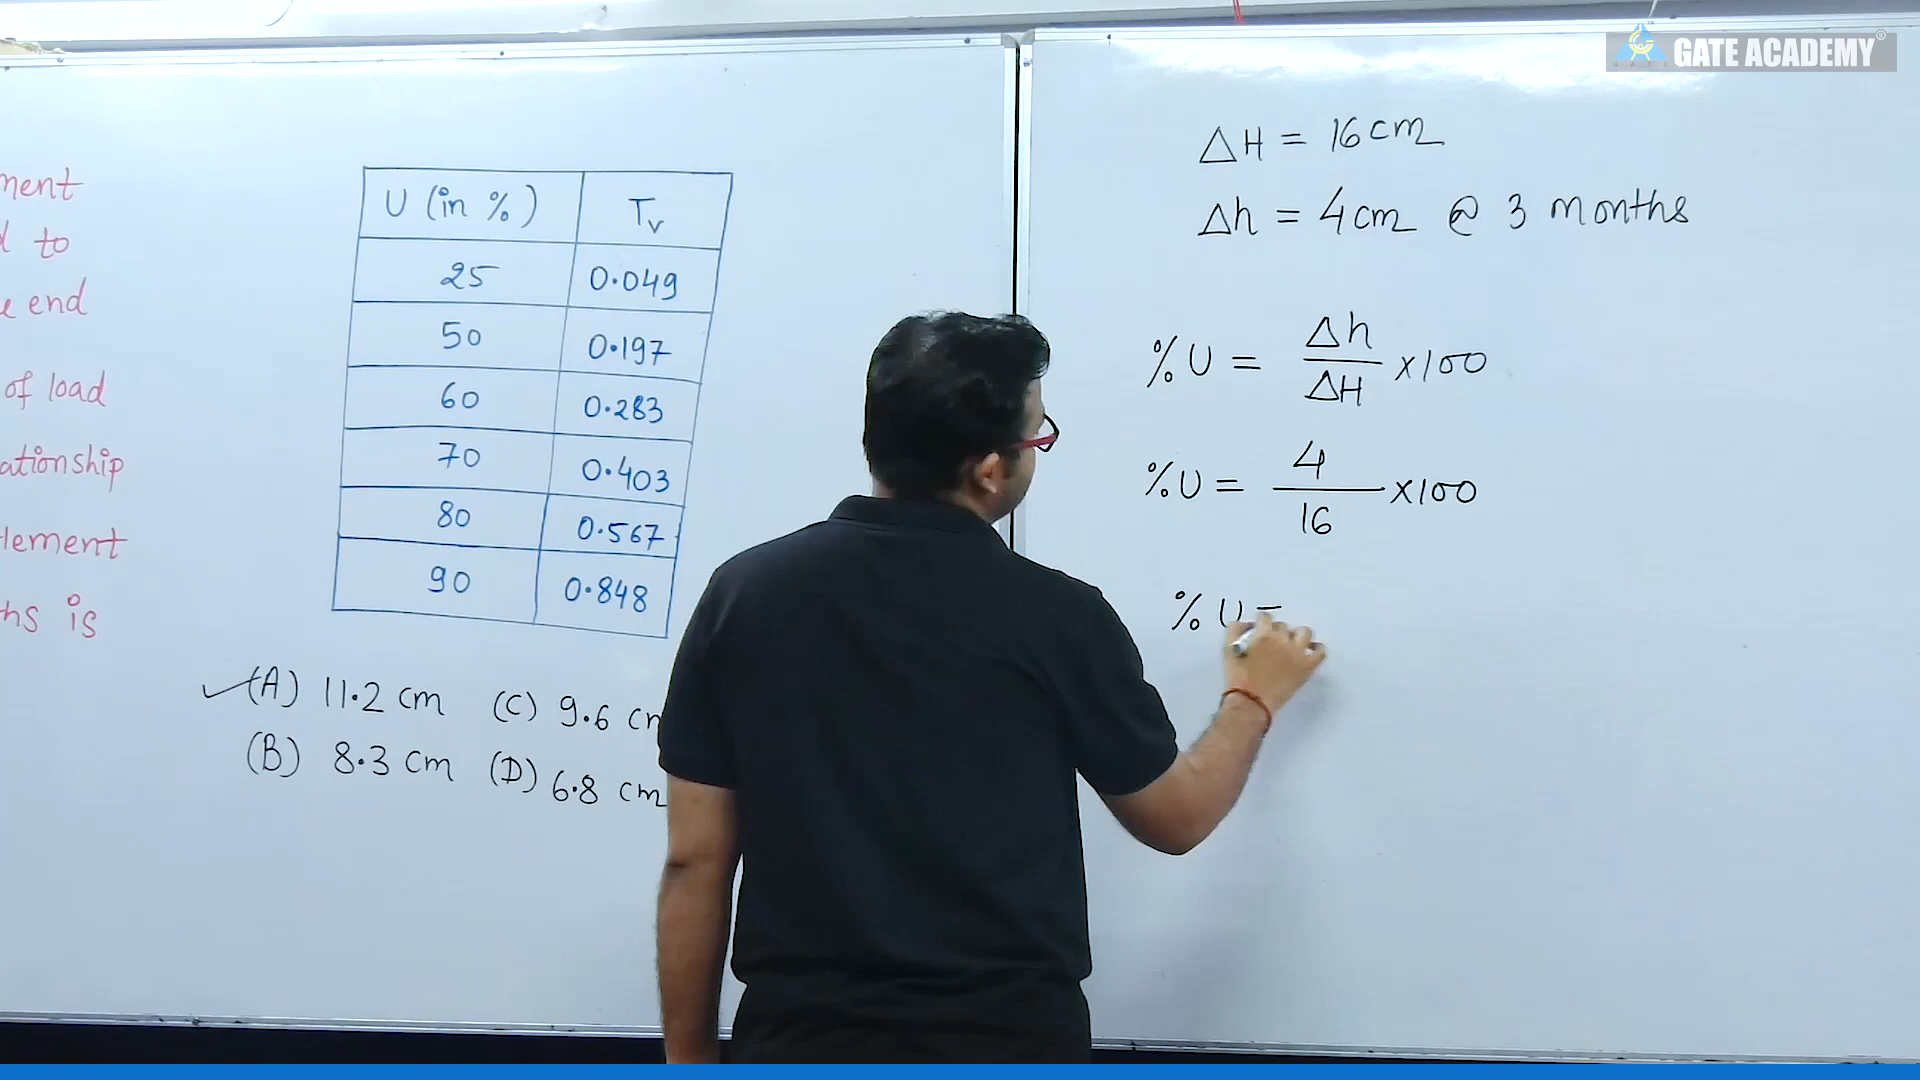 GATE ACADEMY
ment
to
end
of load
ationship
lement
hs is
U (in %) Tv
25 0.049
50 0.197
60 0.283
70 0.403
80 0.567
90 0.848
(A) 11.2 cm (C) 9.6 cm
(B) 8.3 cm (D) 6.8 cm
ΔH = 16 cm
Δh = 4 cm @ 3 months
% U = Δh/ΔH × 100
% U = 4/16 × 100
% U =